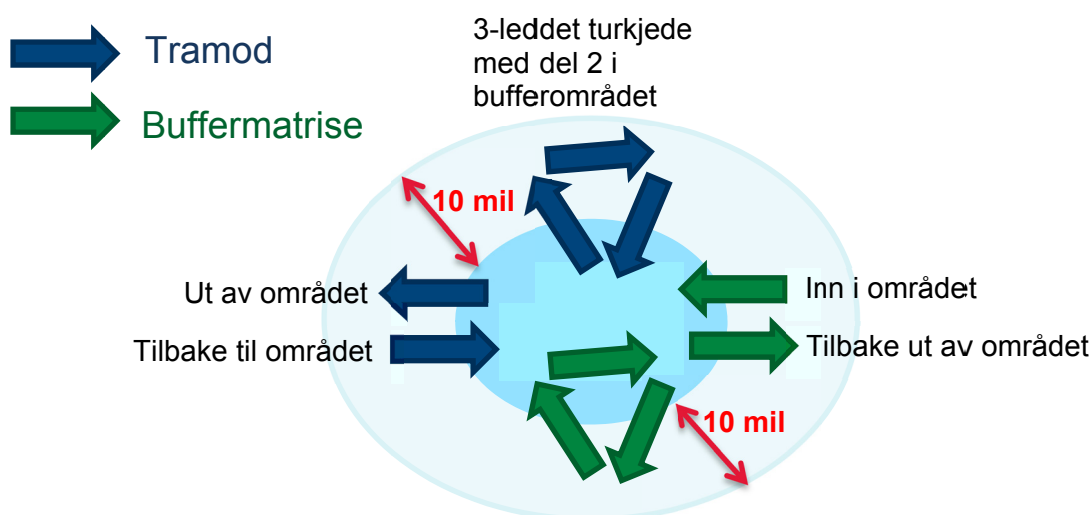 Tramod
Buffermatrise
3-leddet turkjede
med del 2 i
bufferområdet
10 mil
Ut av området
Inn i området
Tilbake til området
Tilbake ut av området
10 mil